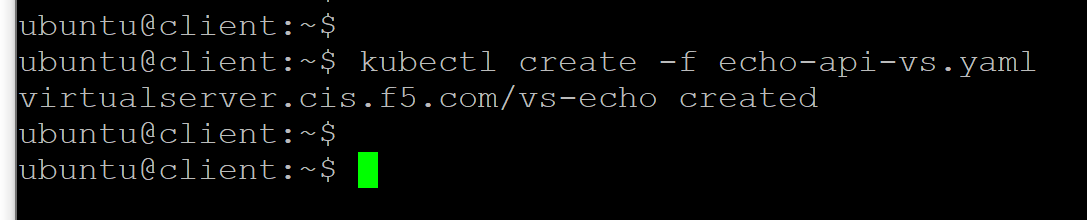 ubuntu@client:~$
ubuntu@client:~$ kubectl create -f echo-api-vs.yaml
virtualserver.cis.f5.com/vs-echo created
ubuntu@client:~$
ubuntu@client:~$